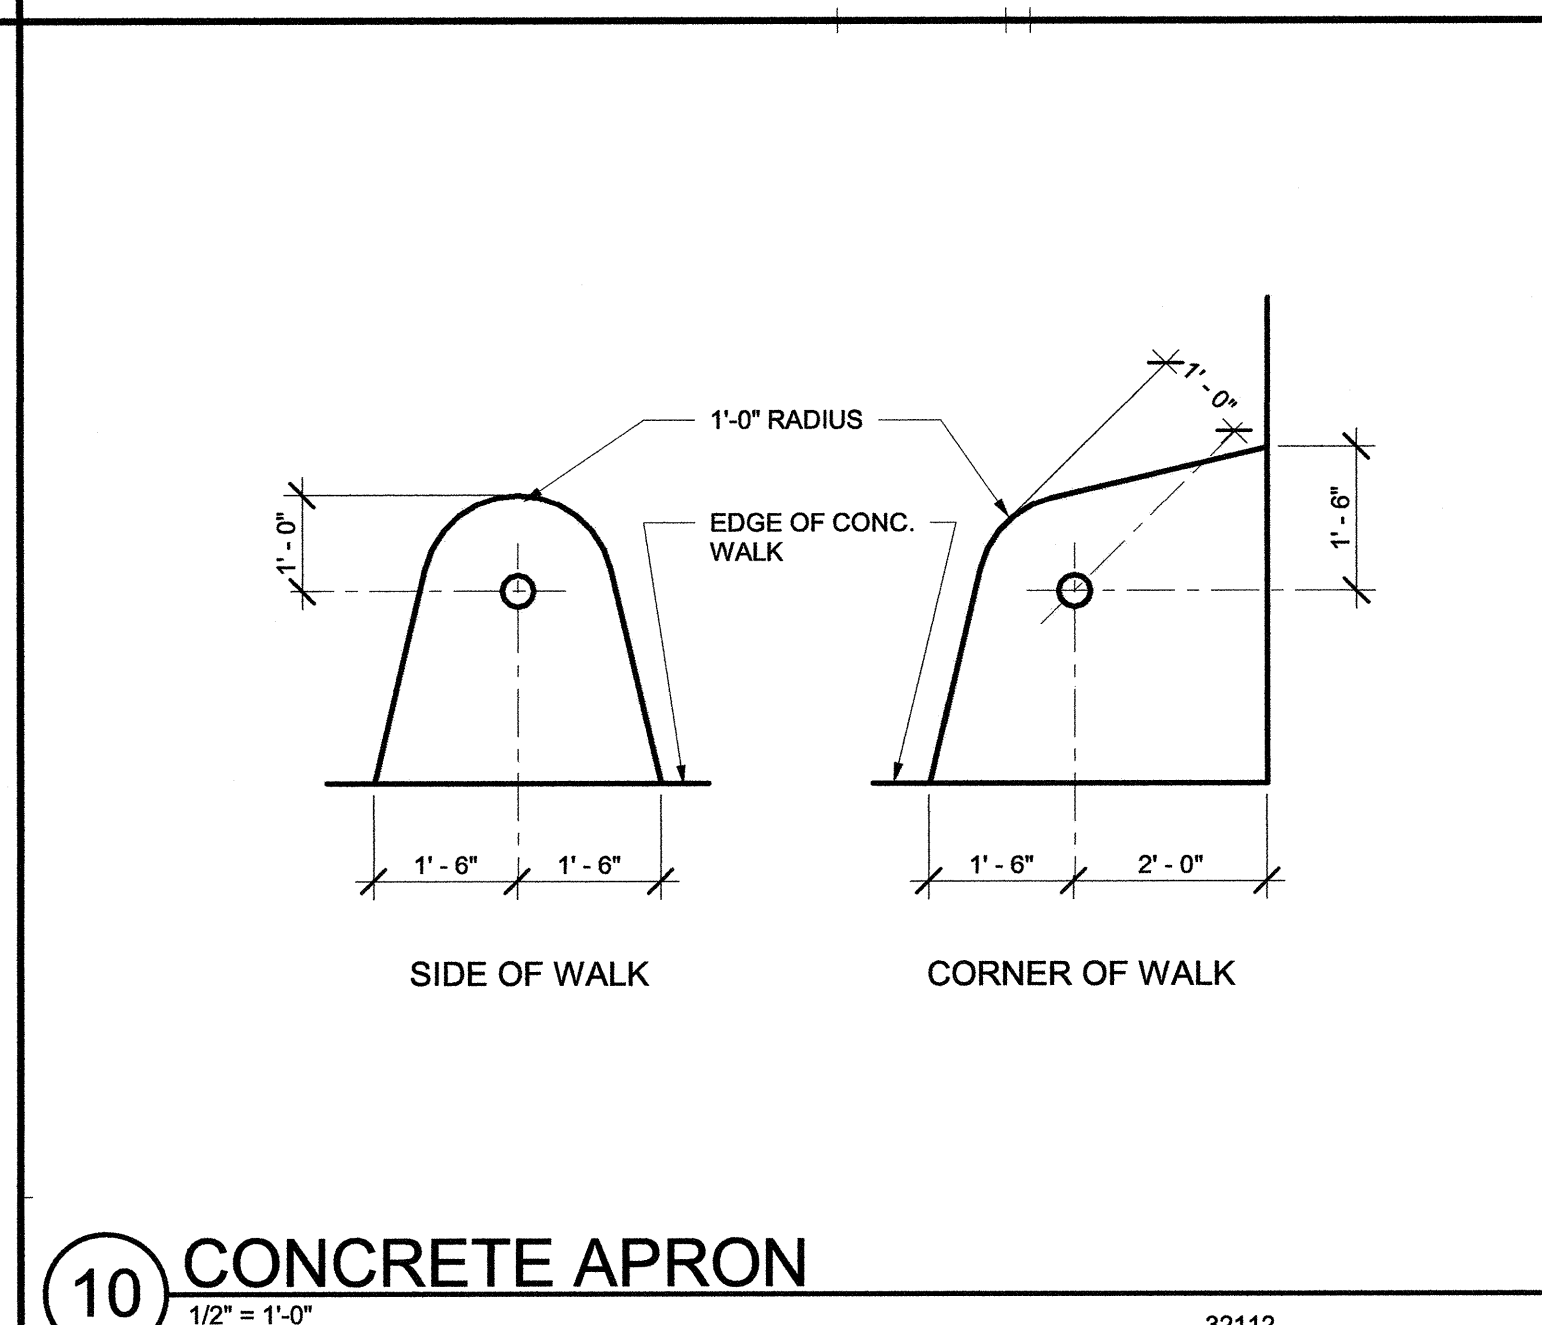 1'-0" RADIUS
EDGE OF CONC.
WALK
1' - 0"
1' - 0"
1' - 6"
1' - 6"
1' - 6"
1' - 6"
2' - 0"
SIDE OF WALK
CORNER OF WALK
10
CONCRETE APRON
1/2" = 1'-0"
32112